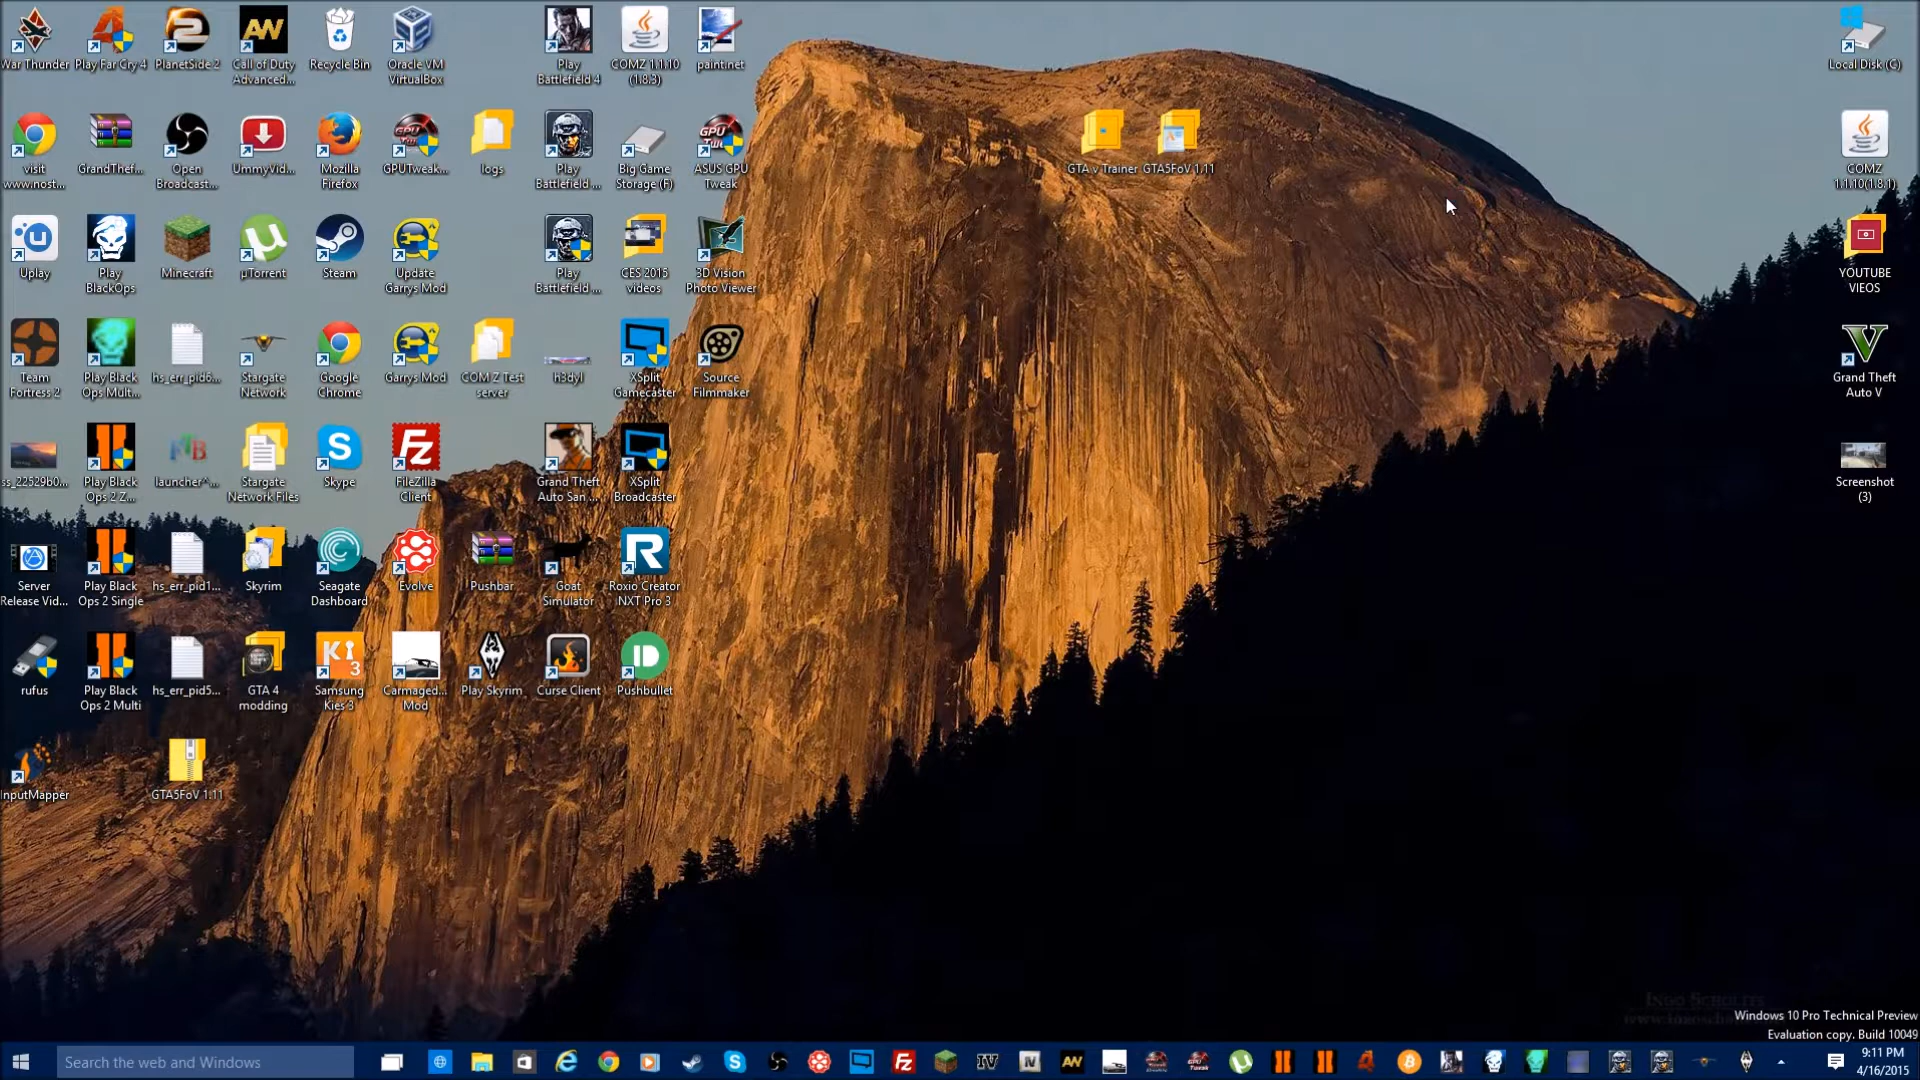 War Thunder
Play Far Cry 4
PlanetSide 2
Call of Duty
Advanced...
Recycle Bin
Oracle VM
VirtualBox
Play
Battlefield 4
COMZ 1.1.10
(1.8.3)
paint.net
Local Disk (C)
visit
www.nost...
GrandThef...
Open
Broadcast...
UmmyVid...
Mozilla
Firefox
GPUTweak...
logs
Play
Battlefield ...
Big Game
Storage (F)
ASUS GPU
Tweak
GTA v Trainer
GTA5FoV 1.11
COMZ
1.1.10(1.8.1)
Uplay
Play
BlackOps
Minecraft
µTorrent
Steam
Update
Garrys Mod
Play
Battlefield ...
CES 2015
videos
3D Vision
Photo Viewer
YOUTUBE
VIEOS
Team
Fortress 2
Play Black
Ops Mult...
hs_err_pid6...
Stargate
Network
Google
Chrome
Garrys Mod
COM Z Test
server
h3dyl
XSplit
Gamecaster
Source
Filmmaker
Grand Theft
Auto V
ss_22529b0...
Play Black
Ops 2 Z...
launcher^...
Stargate
Network Files
Skype
FileZilla
Client
Grand Theft
Auto San ...
XSplit
Broadcaster
Screenshot
(3)
Server
Release Vid...
Play Black
Ops 2 Single
hs_err_pid1...
Skyrim
Seagate
Dashboard
Evolve
Pushbar
Goat
Simulator
Roxio Creator
NXT Pro 3
rufus
Play Black
Ops 2 Multi
hs_err_pid5...
GTA 4
modding
Samsung
Kies 3
Carmaged...
Mod
Play Skyrim
Curse Client
Pushbullet
InputMapper
GTA5FoV 1.11
Windows 10 Pro Technical Preview
Evaluation copy. Build 10049
Search the web and Windows
9:11 PM
4/16/2015